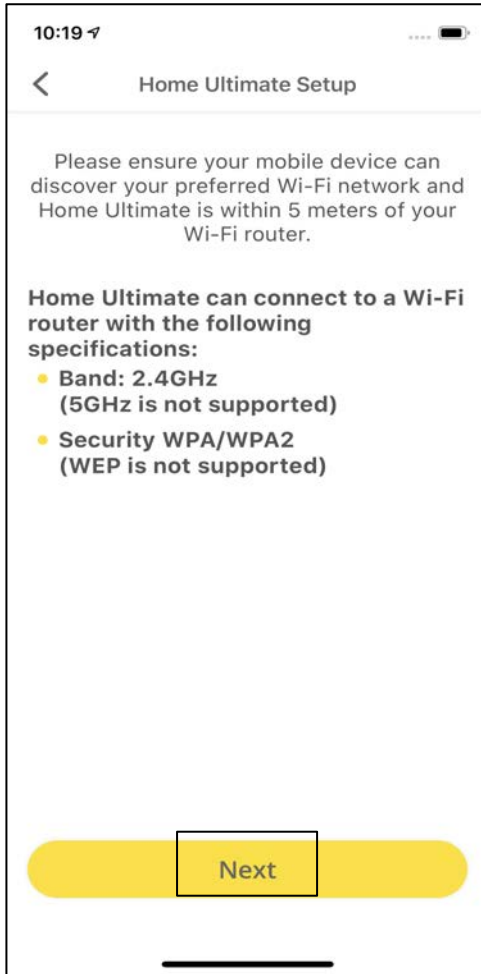 10:19
Home Ultimate Setup
Please ensure your mobile device can
discover your preferred Wi-Fi network and
Home Ultimate is within 5 meters of your
Wi-Fi router.
Home Ultimate can connect to a Wi-Fi
router with the following
specifications:
Band: 2.4GHz
(5GHz is not supported)
Security WPA/WPA2
(WEP is not supported)
Next